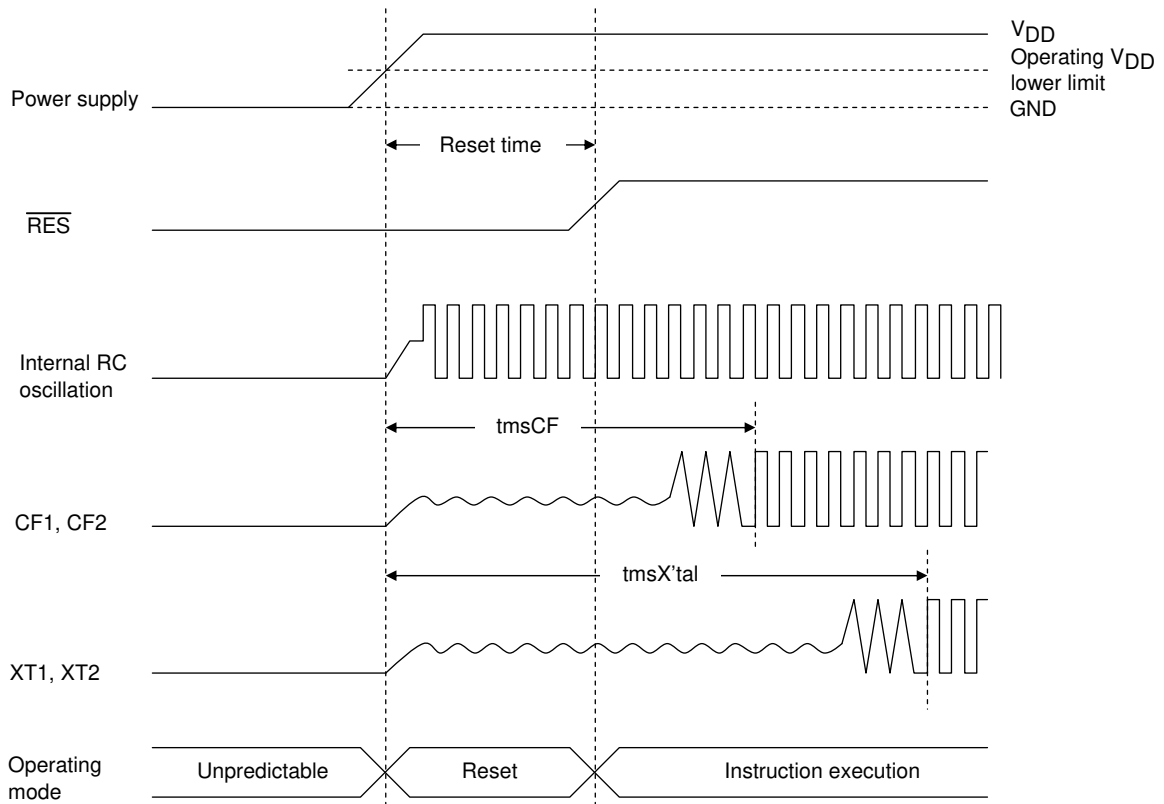 VDD
Operating VDD
lower limit
GND
Power supply
Reset time
RES
Internal RC
oscillation
tmsCF
CF1, CF2
tmsX'tal
XT1, XT2
Operating
mode
Unpredictable
Reset
Instruction execution